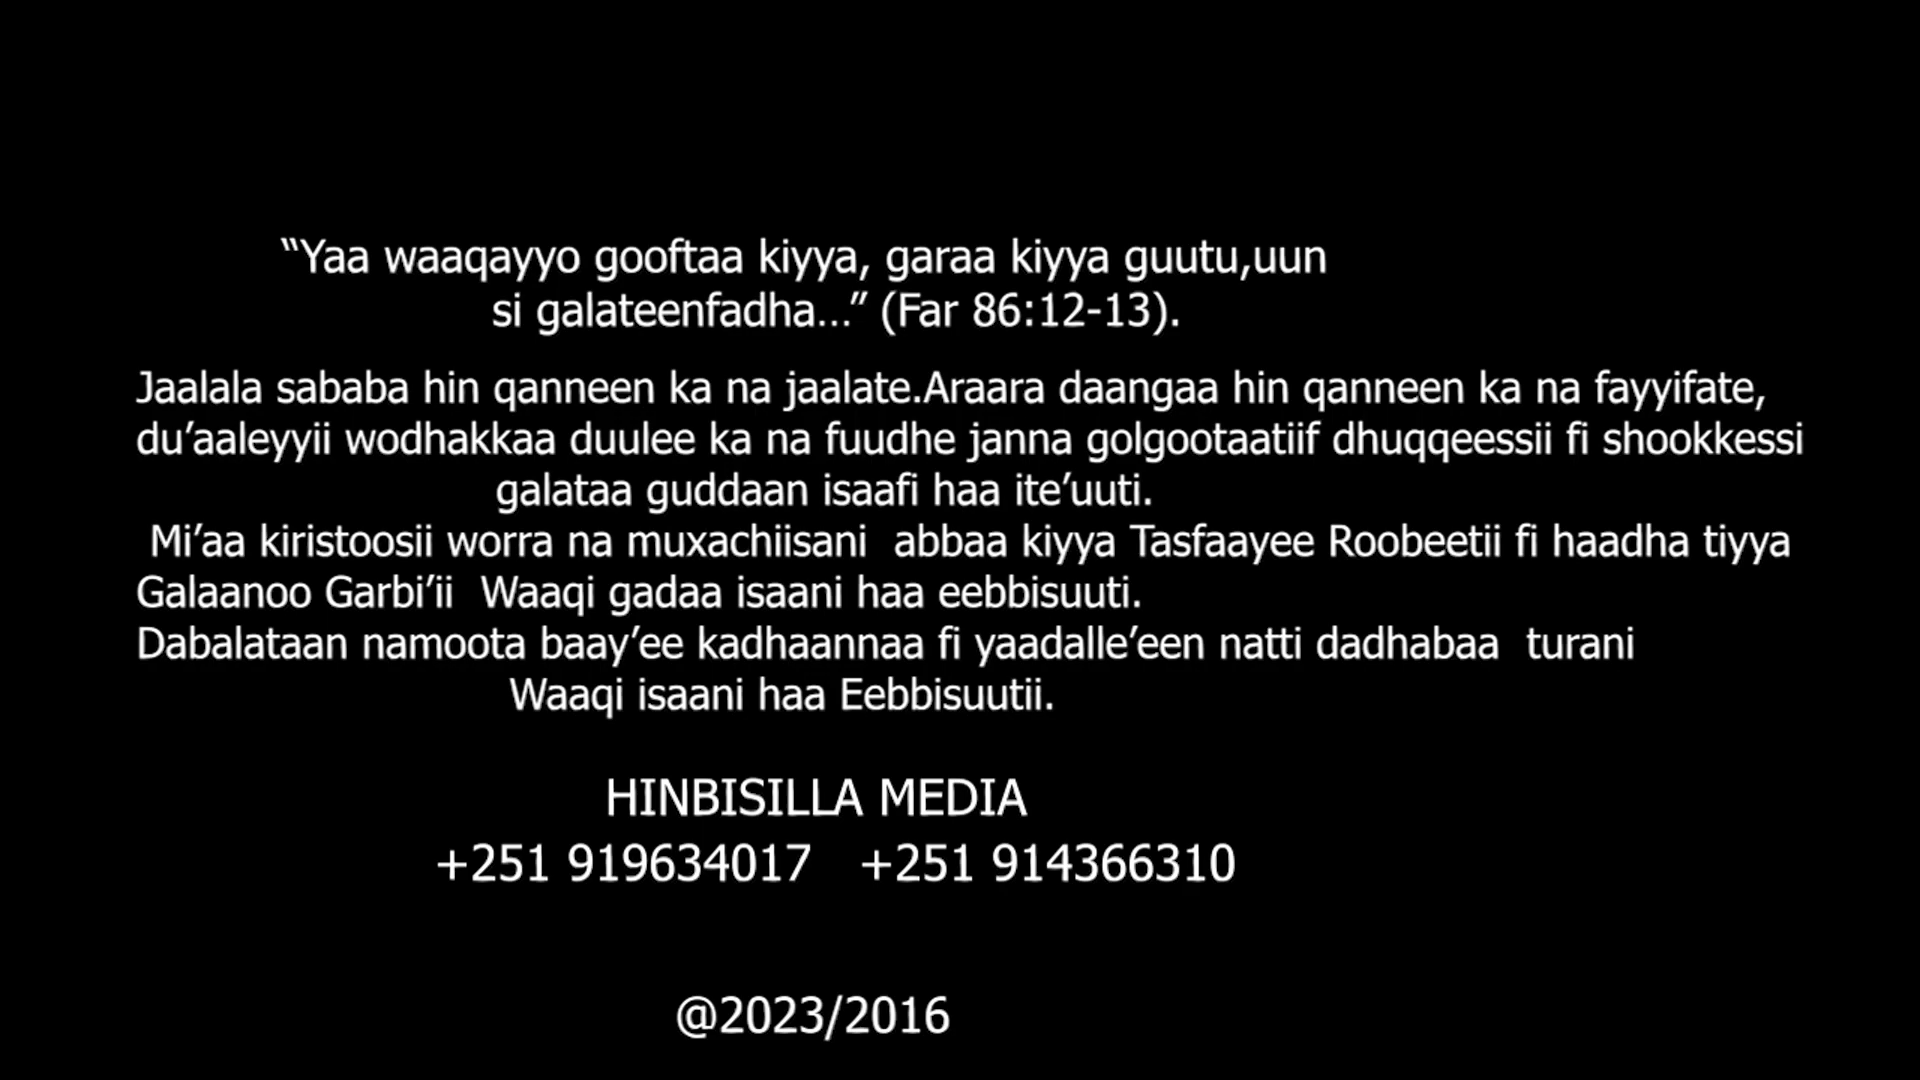 “Yaa waaqayyo gooftaa kiyya, garaa kiyya guutu,uun
si galateenfadha...” (Far 86:12-13).
Jaalala sababa hin qanneen ka na jaalate.Araara daangaa hin qanneen ka na fayyifate,
du’aaleyyii wodhakkaa duulee ka na fuudhe janna golgootaatiif dhuqqeessii fi shookkessi
galataa guddaan isaafi haa ite’uuti.
Mi’aa kiristoosii worra na muxachiisani abbaa kiyya Tasfaayee Roobeetii fi haadha tiyya
Galaanoo Garbi’ii Waaqi gadaa isaani haa eebbisuuti.
Dabalataan namoota baay’ee kadhaannaa fi yaadalle’een natti dadhabaa turani
Waaqi isaani haa Eebbisuutii.
HINBISILLA MEDIA
+251 919634017 +251 914366310
@2023/2016